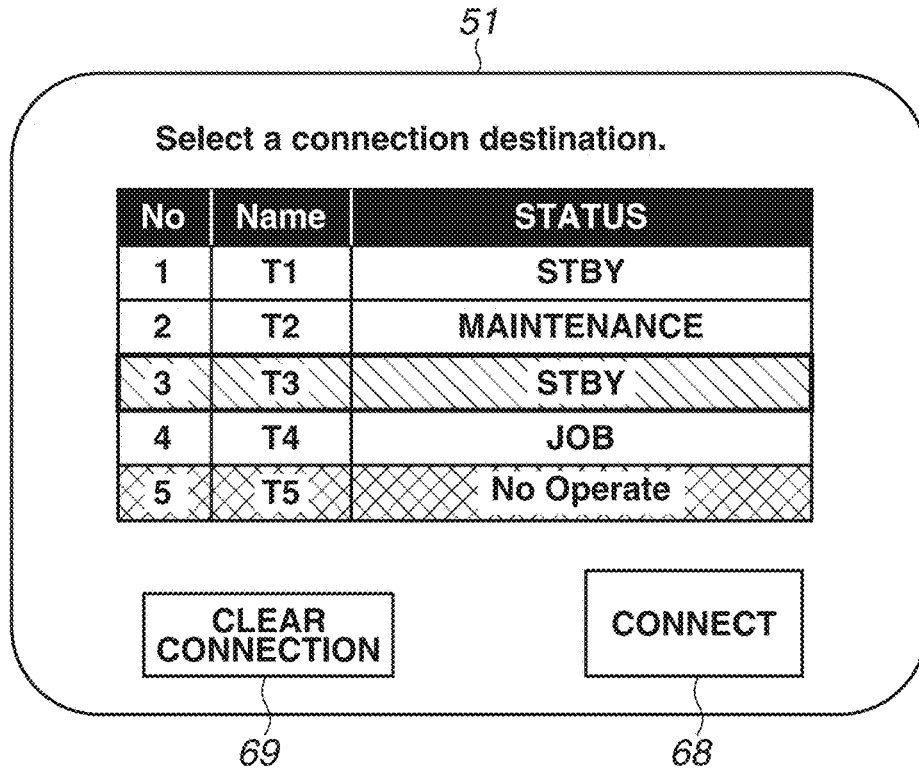 51
Select a connection destination.
No Name STATUS
1 T1 STBY
2 T2 MAINTENANCE
3 T3 STBY
4 T4 JOB
5 T5 No Operate
CLEAR
CONNECTION
CONNECT
69
68